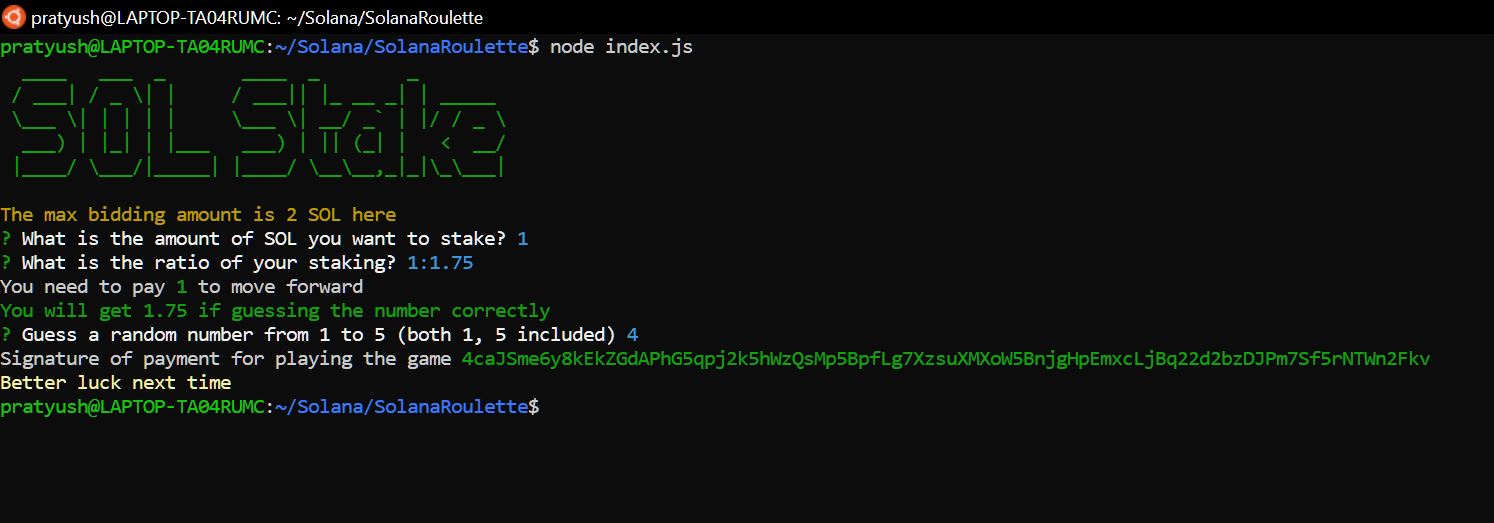 pratyush@LAPTOP-TA04RUMC: ~/Solana/SolanaRoulette
pratyush@LAPTOP-TA04RUMC:~/Solana/SolanaRoulette$ node index.js
SOL Stake
The max bidding amount is 2 SOL here
? What is the amount of SOL you want to stake? 1
? What is the ratio of your staking? 1:1.75
You need to pay 1 to move forward
You will get 1.75 if guessing the number correctly
? Guess a random number from 1 to 5 (both 1, 5 included) 4
Signature of payment for playing the game 4caJSme6y8kEkZGdAPhG5qpj2k5hWzQsMp5BpfLg7XzsuXMXoW5BnjgHpEmxcLjBq22d2bzDJPm7Sf5rNTWn2Fkv
Better luck next time
pratyush@LAPTOP-TA04RUMC:~/Solana/SolanaRoulette$